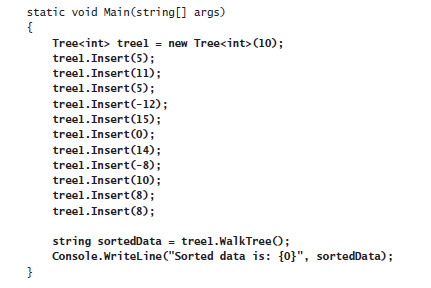 static void Main(string[] args)
{
Tree<int> tree1 = new Tree<int>(10);
tree1.Insert(5);
tree1.Insert(11);
tree1.Insert(5);
tree1.Insert(-12);
tree1.Insert(15);
tree1.Insert(0);
tree1.Insert(14);
tree1.Insert(-8);
tree1.Insert(10);
tree1.Insert(8);
tree1.Insert(8);
string sortedData = tree1.WalkTree();
Console.WriteLine("Sorted data is: {0}", sortedData);
}